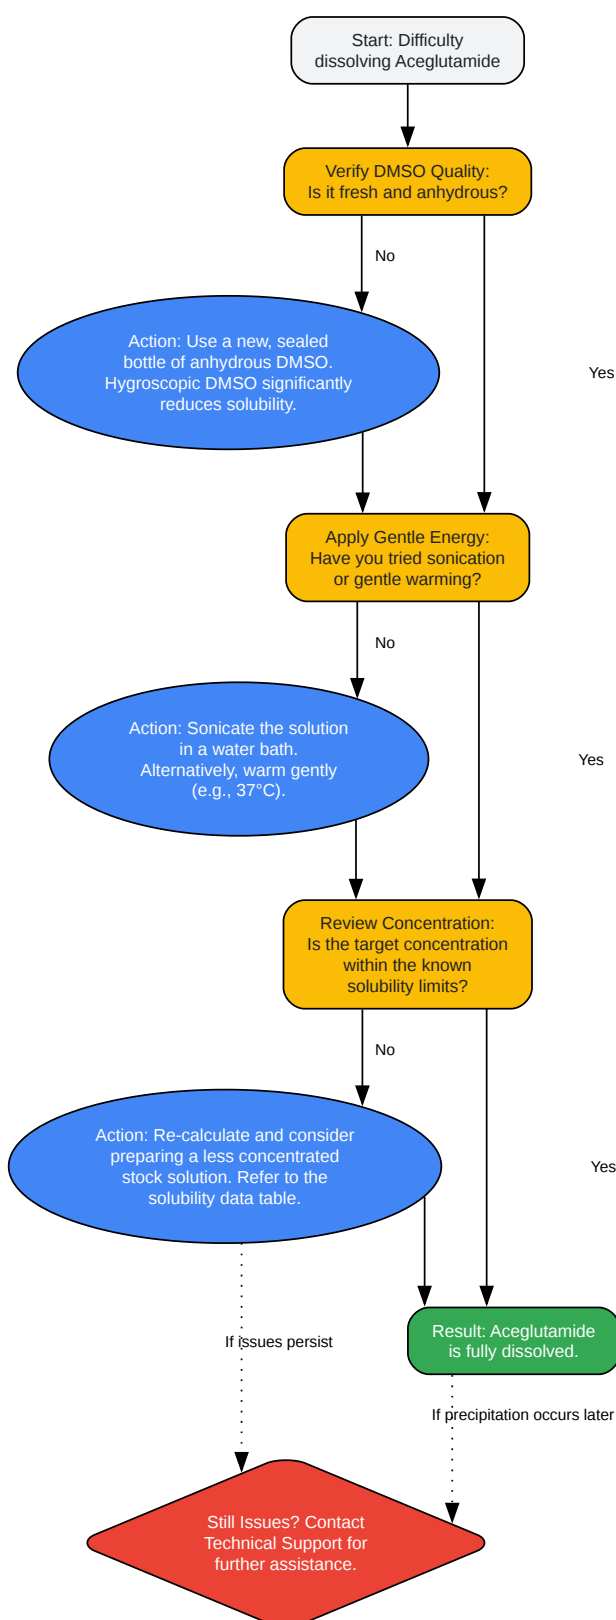 Start: Difficulty
dissolving Aceglutamide
Verify DMSO Quality:
Is it fresh and anhydrous?
No
Action: Use a new, sealed
bottle of anhydrous DMSO.
Hygroscopic DMSO significantly
reduces solubility.
Yes
Apply Gentle Energy:
Have you tried sonication
or gentle warming?
No
Action: Sonicate the solution
in a water bath.
Alternatively, warm gently
(e.g., 37°C).
Yes
Review Concentration:
Is the target concentration
within the known
solubility limits?
No
Action: Re-calculate and consider
preparing a less concentrated
stock solution. Refer to the
solubility data table.
Yes
Result: Aceglutamide
is fully dissolved.
If issues persist
If precipitation occurs later
Still Issues? Contact
Technical Support for
further assistance.